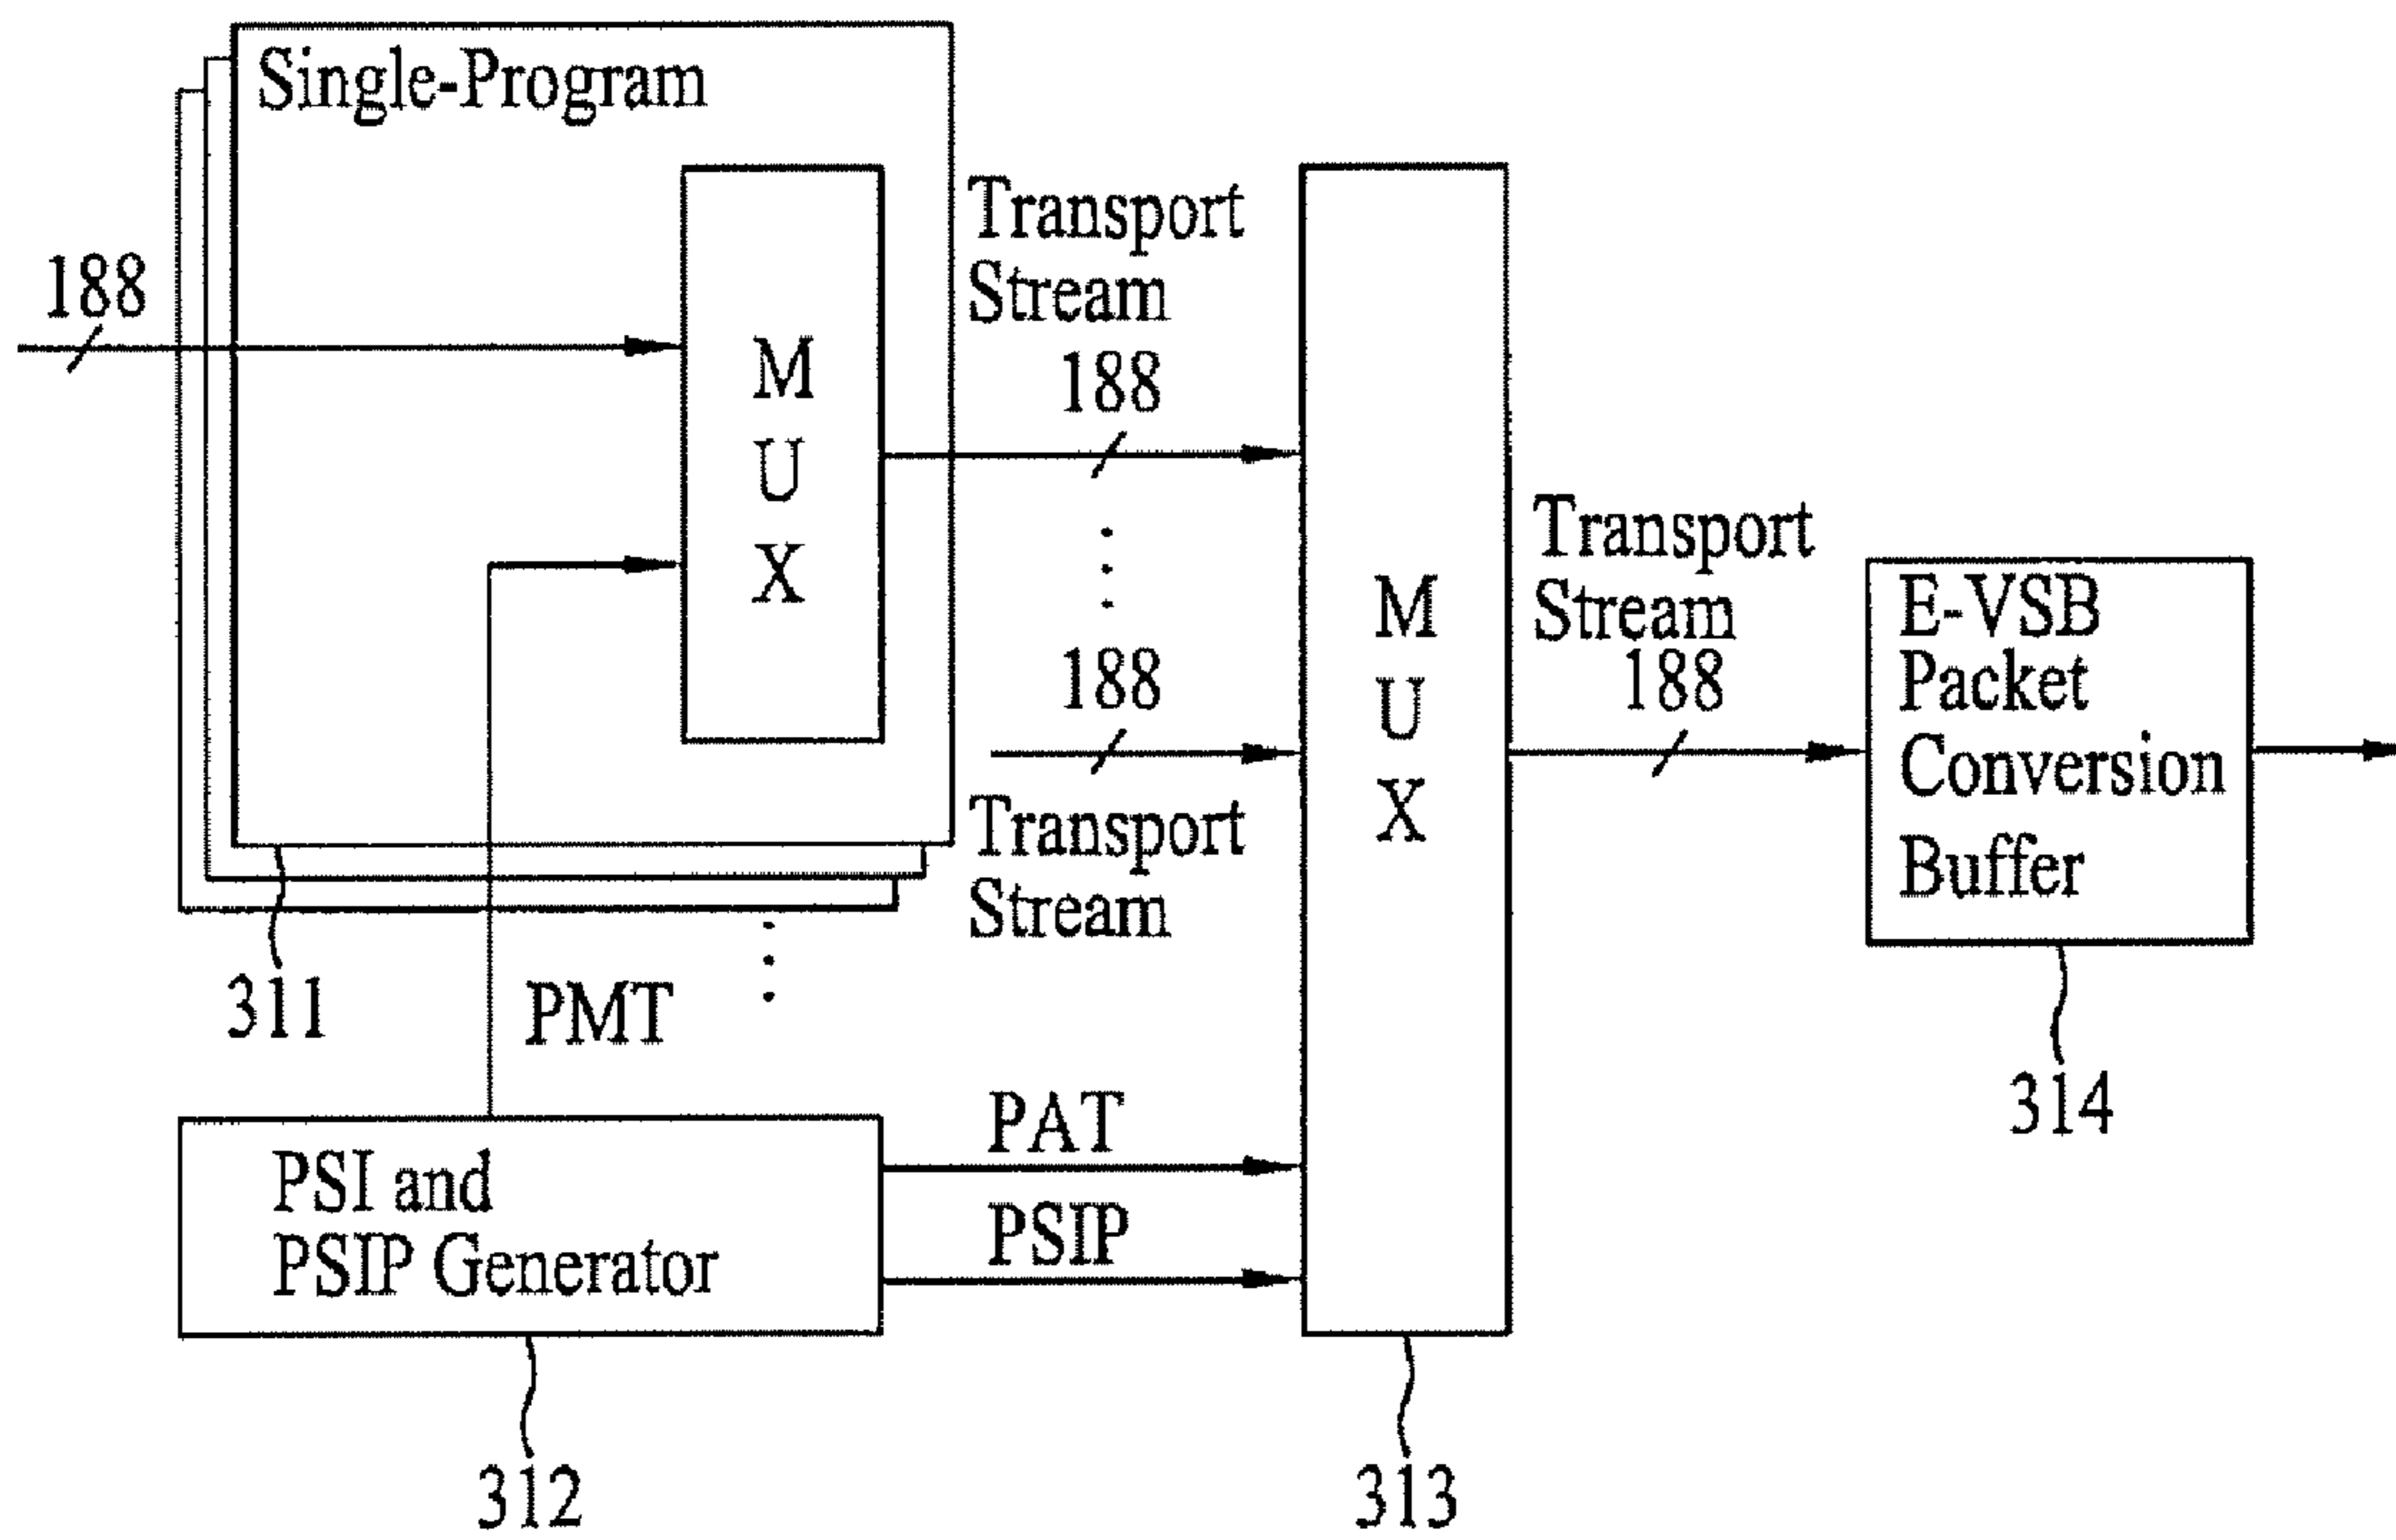 Single-Program
188
M
U
X
Transport
Stream
188
188
Transport
Stream
M
U
X
Transport
Stream
188
E-VSB
Packet
Conversion
Buffer
311
PMT
314
PSI and
PSIP Generator
PAT
PSIP
312
313